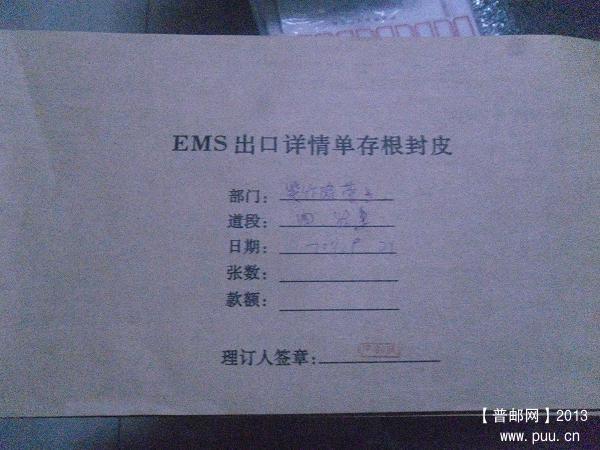 EMS出口详情单存根封皮
部门：
道段：
日期：
张数：
款额：
理订人签章：
【普邮网】2013
www.puu.cn